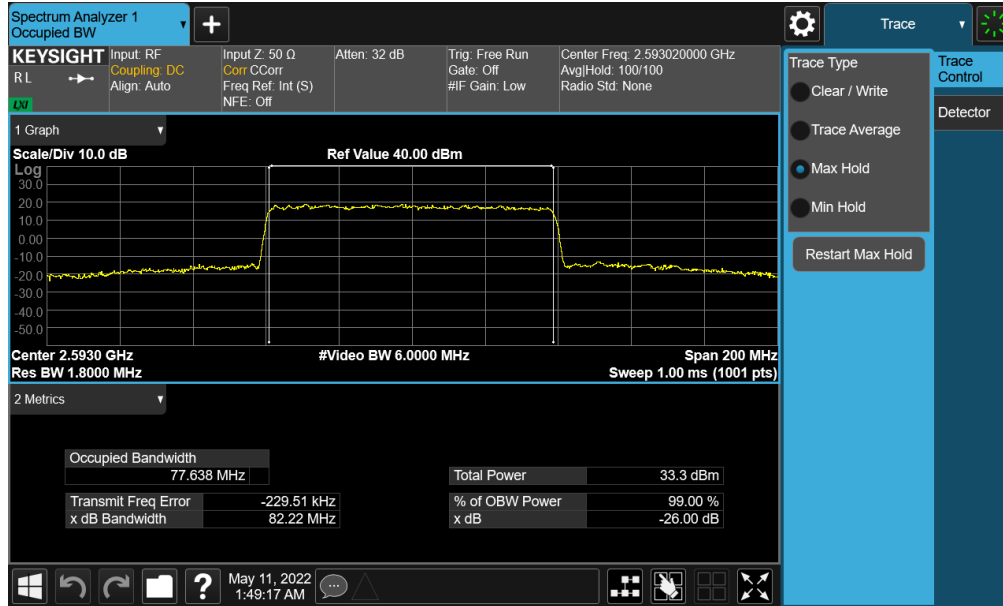 Spectrum Analyzer 1
Occupied BW
+
Trace
KEYSIGHT
R L
LXI
Input: RF
Coupling: DC
Align: Auto
Input Z: 50 Ω
Corr CCorr
Freq Ref: Int (S)
NFE: Off
Atten: 32 dB
Trig: Free Run
Gate: Off
#IF Gain: Low
Center Freq: 2.593020000 GHz
Avg|Hold: 100/100
Radio Std: None
Trace Type
Clear / Write
Trace Average
Max Hold
Min Hold
Restart Max Hold
Trace
Control
Detector
1 Graph
Scale/Div 10.0 dB
Ref Value 40.00 dBm
Log
30.0
20.0
10.0
0.00
-10.0
-20.0
-30.0
-40.0
-50.0
Center 2.5930 GHz
#Video BW 6.0000 MHz
Span 200 MHz
Res BW 1.8000 MHz
Sweep 1.00 ms (1001 pts)
2 Metrics
Occupied Bandwidth
77.638 MHz
Total Power 33.3 dBm
Transmit Freq Error -229.51 kHz
% of OBW Power 99.00 %
x dB Bandwidth 82.22 MHz
x dB -26.00 dB
?
May 11, 2022
1:49:17 AM